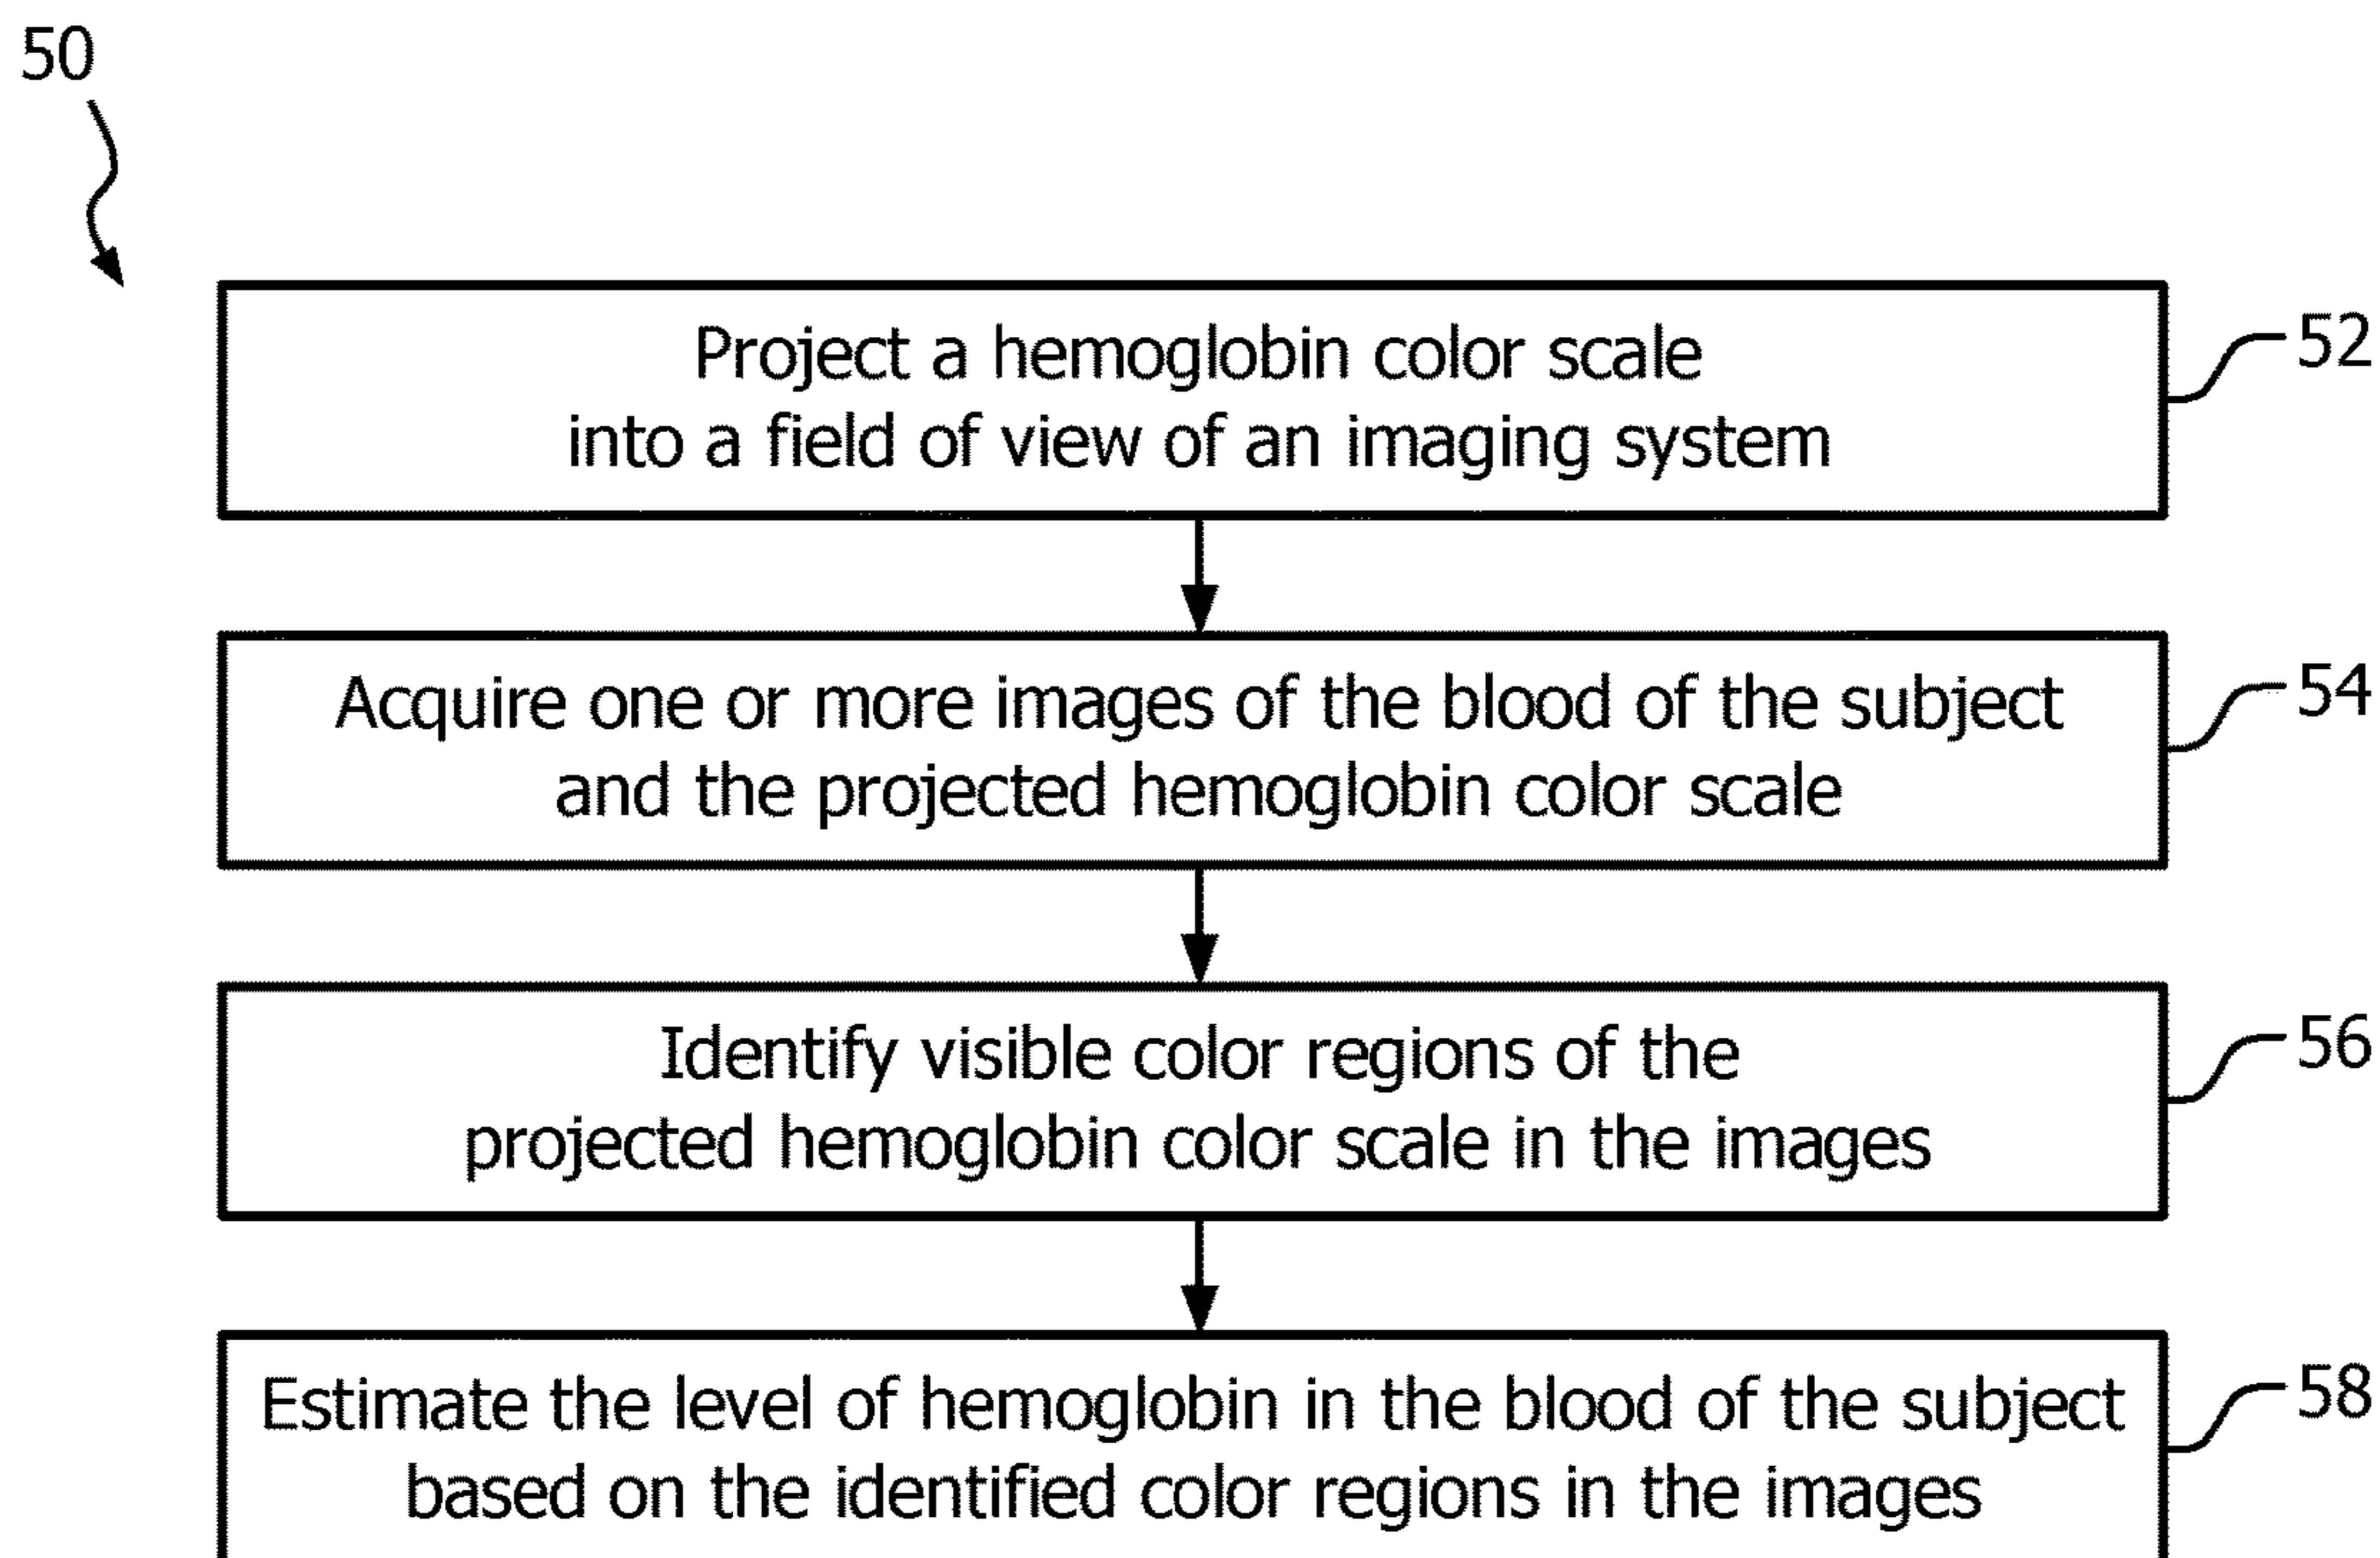 50
Project a hemoglobin color scale
into a field of view of an imaging system
52
Acquire one or more images of the blood of the subject
and the projected hemoglobin color scale
54
Identify visible color regions of the
projected hemoglobin color scale in the images
56
Estimate the level of hemoglobin in the blood of the subject
based on the identified color regions in the images
58